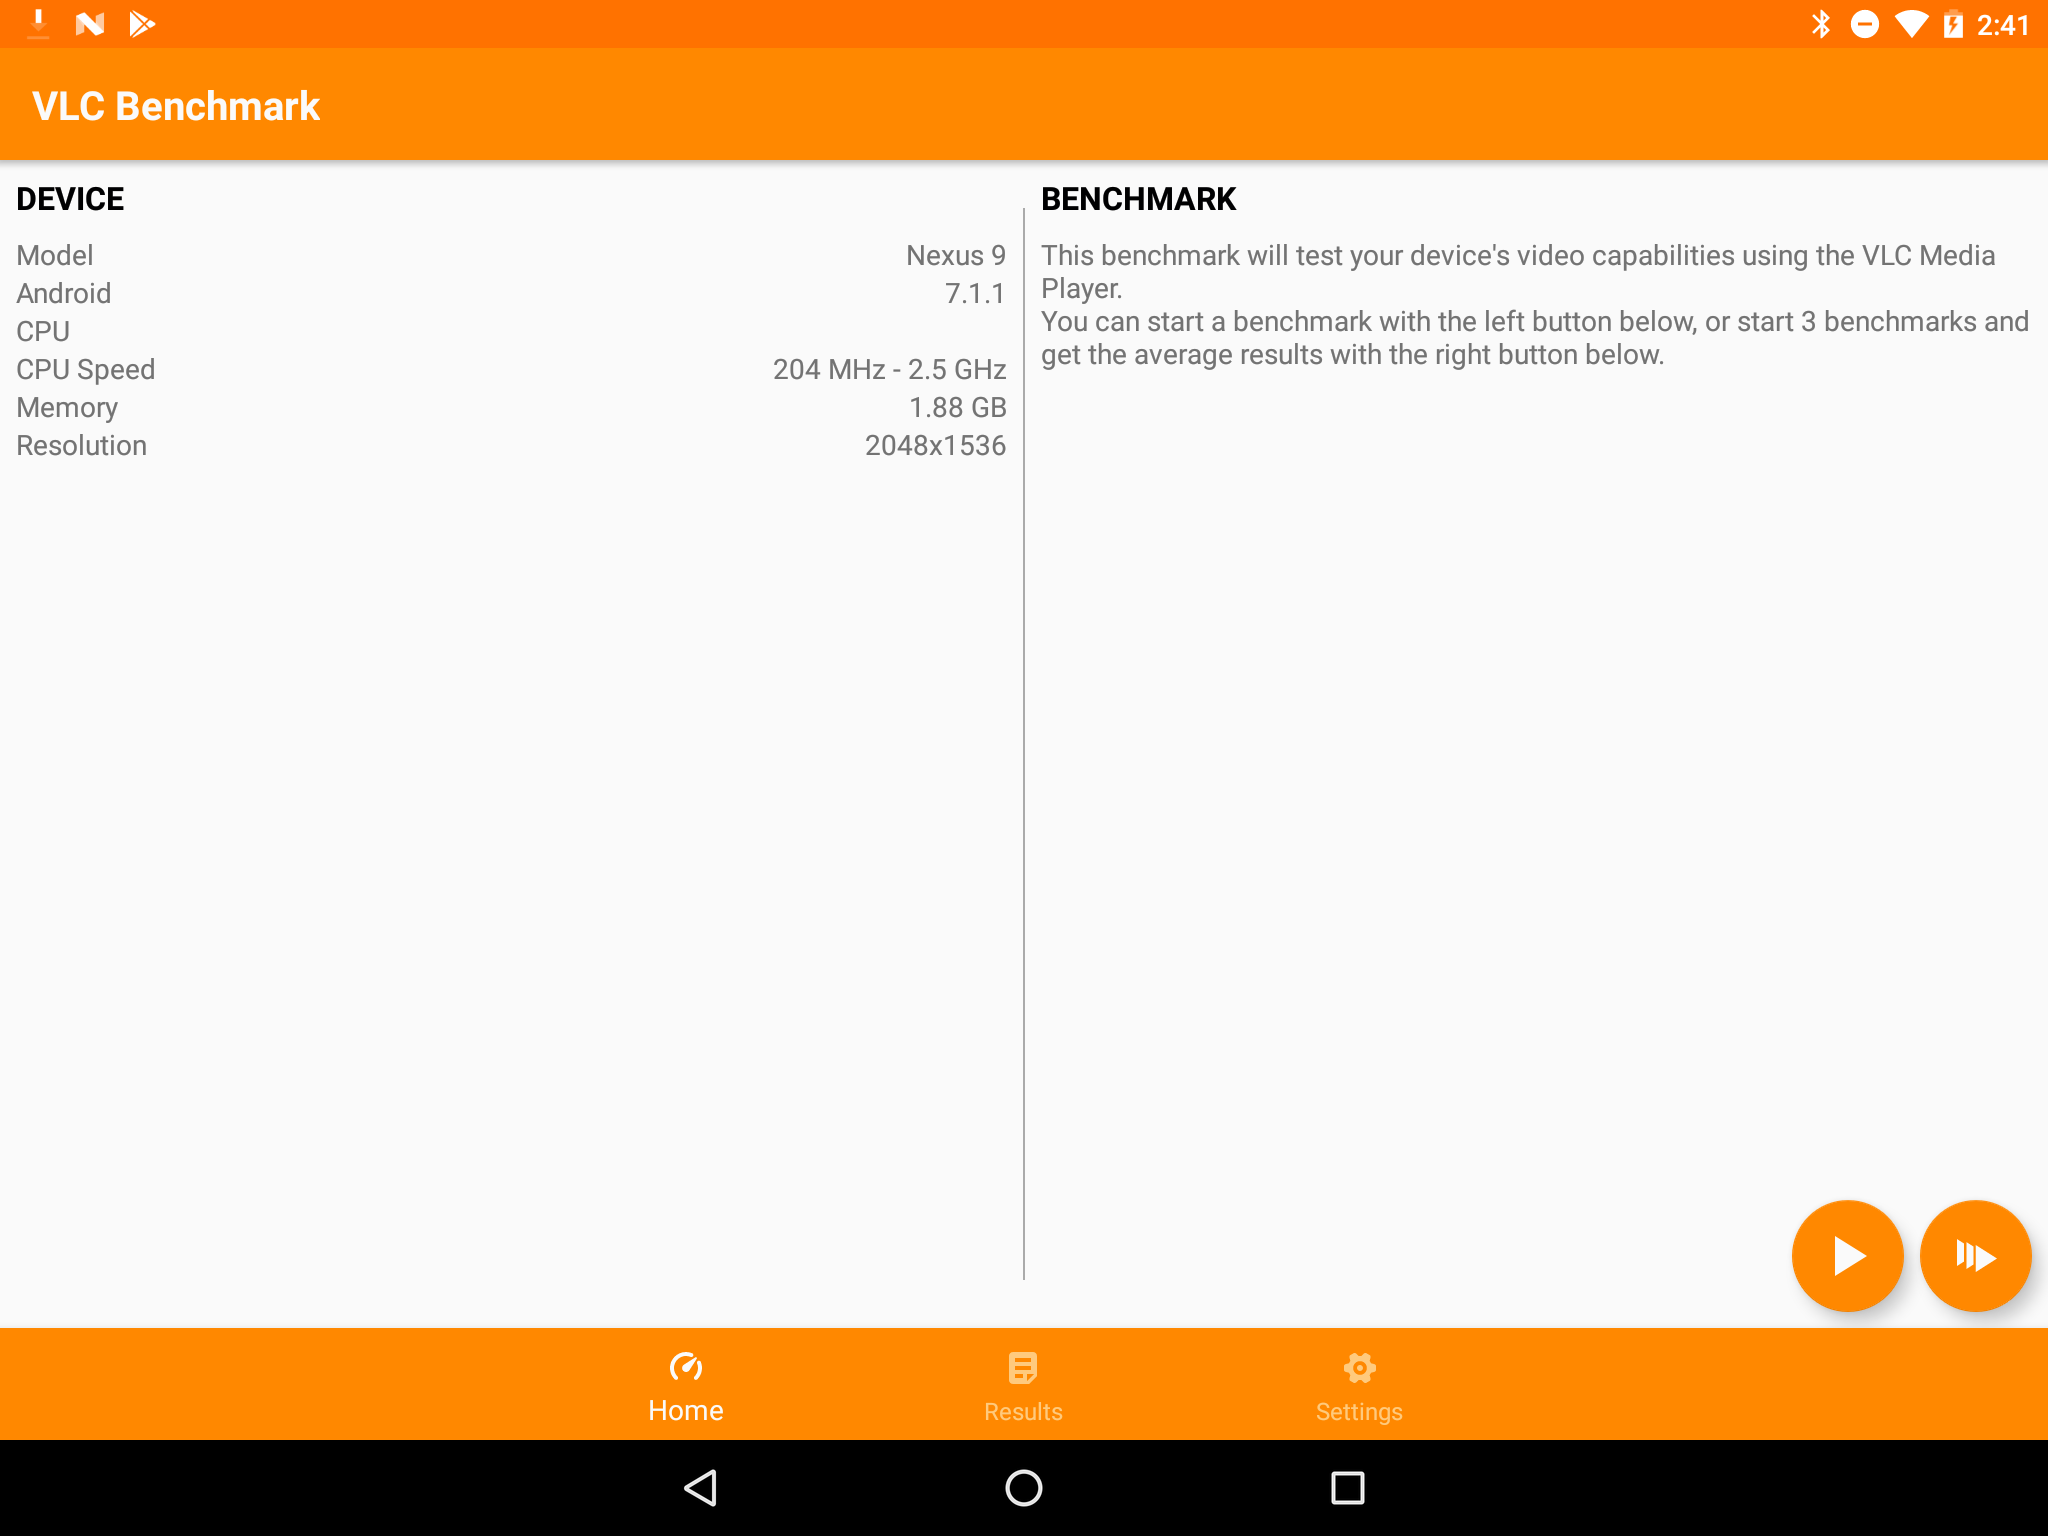 2:41
VLC Benchmark
DEVICE
Model Nexus 9
Android 7.1.1
CPU
CPU Speed 204 MHz - 2.5 GHz
Memory 1.88 GB
Resolution 2048x1536
BENCHMARK
This benchmark will test your device's video capabilities using the VLC Media
Player.
You can start a benchmark with the left button below, or start 3 benchmarks and
get the average results with the right button below.
Home
Results
Settings